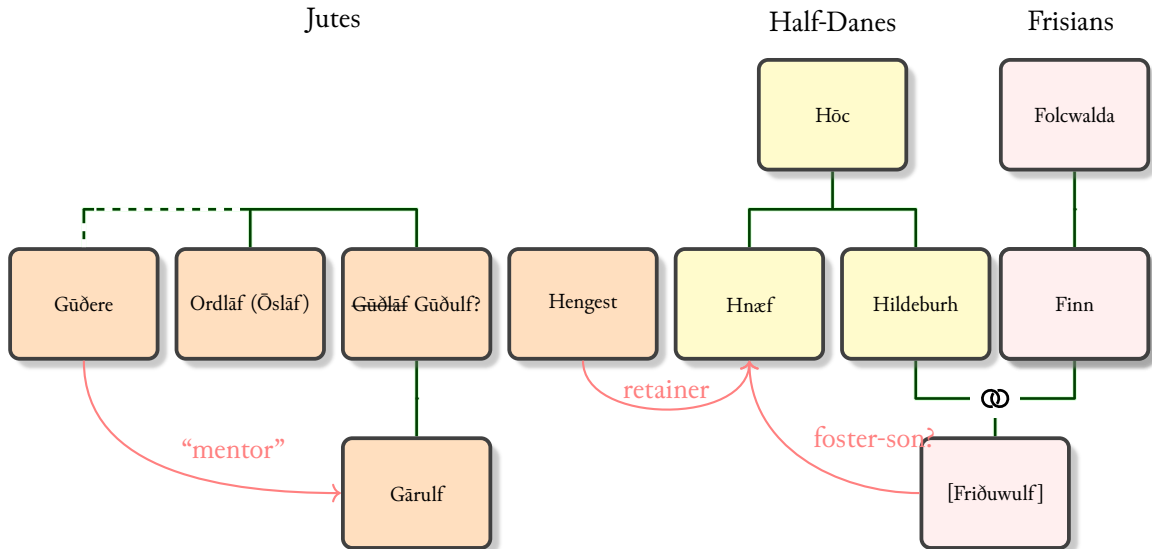 Jutes
Half-Danes
Frisians
Hōc
Folcwalda
Gūðere
Ordlāf (Ōslāf)
Gūðlāf Gūðulf?
Hengest
Hnæf
Hildeburh
Finn
retainer
“mentor”
foster-son?
Gārulf
[Friðuwulf]